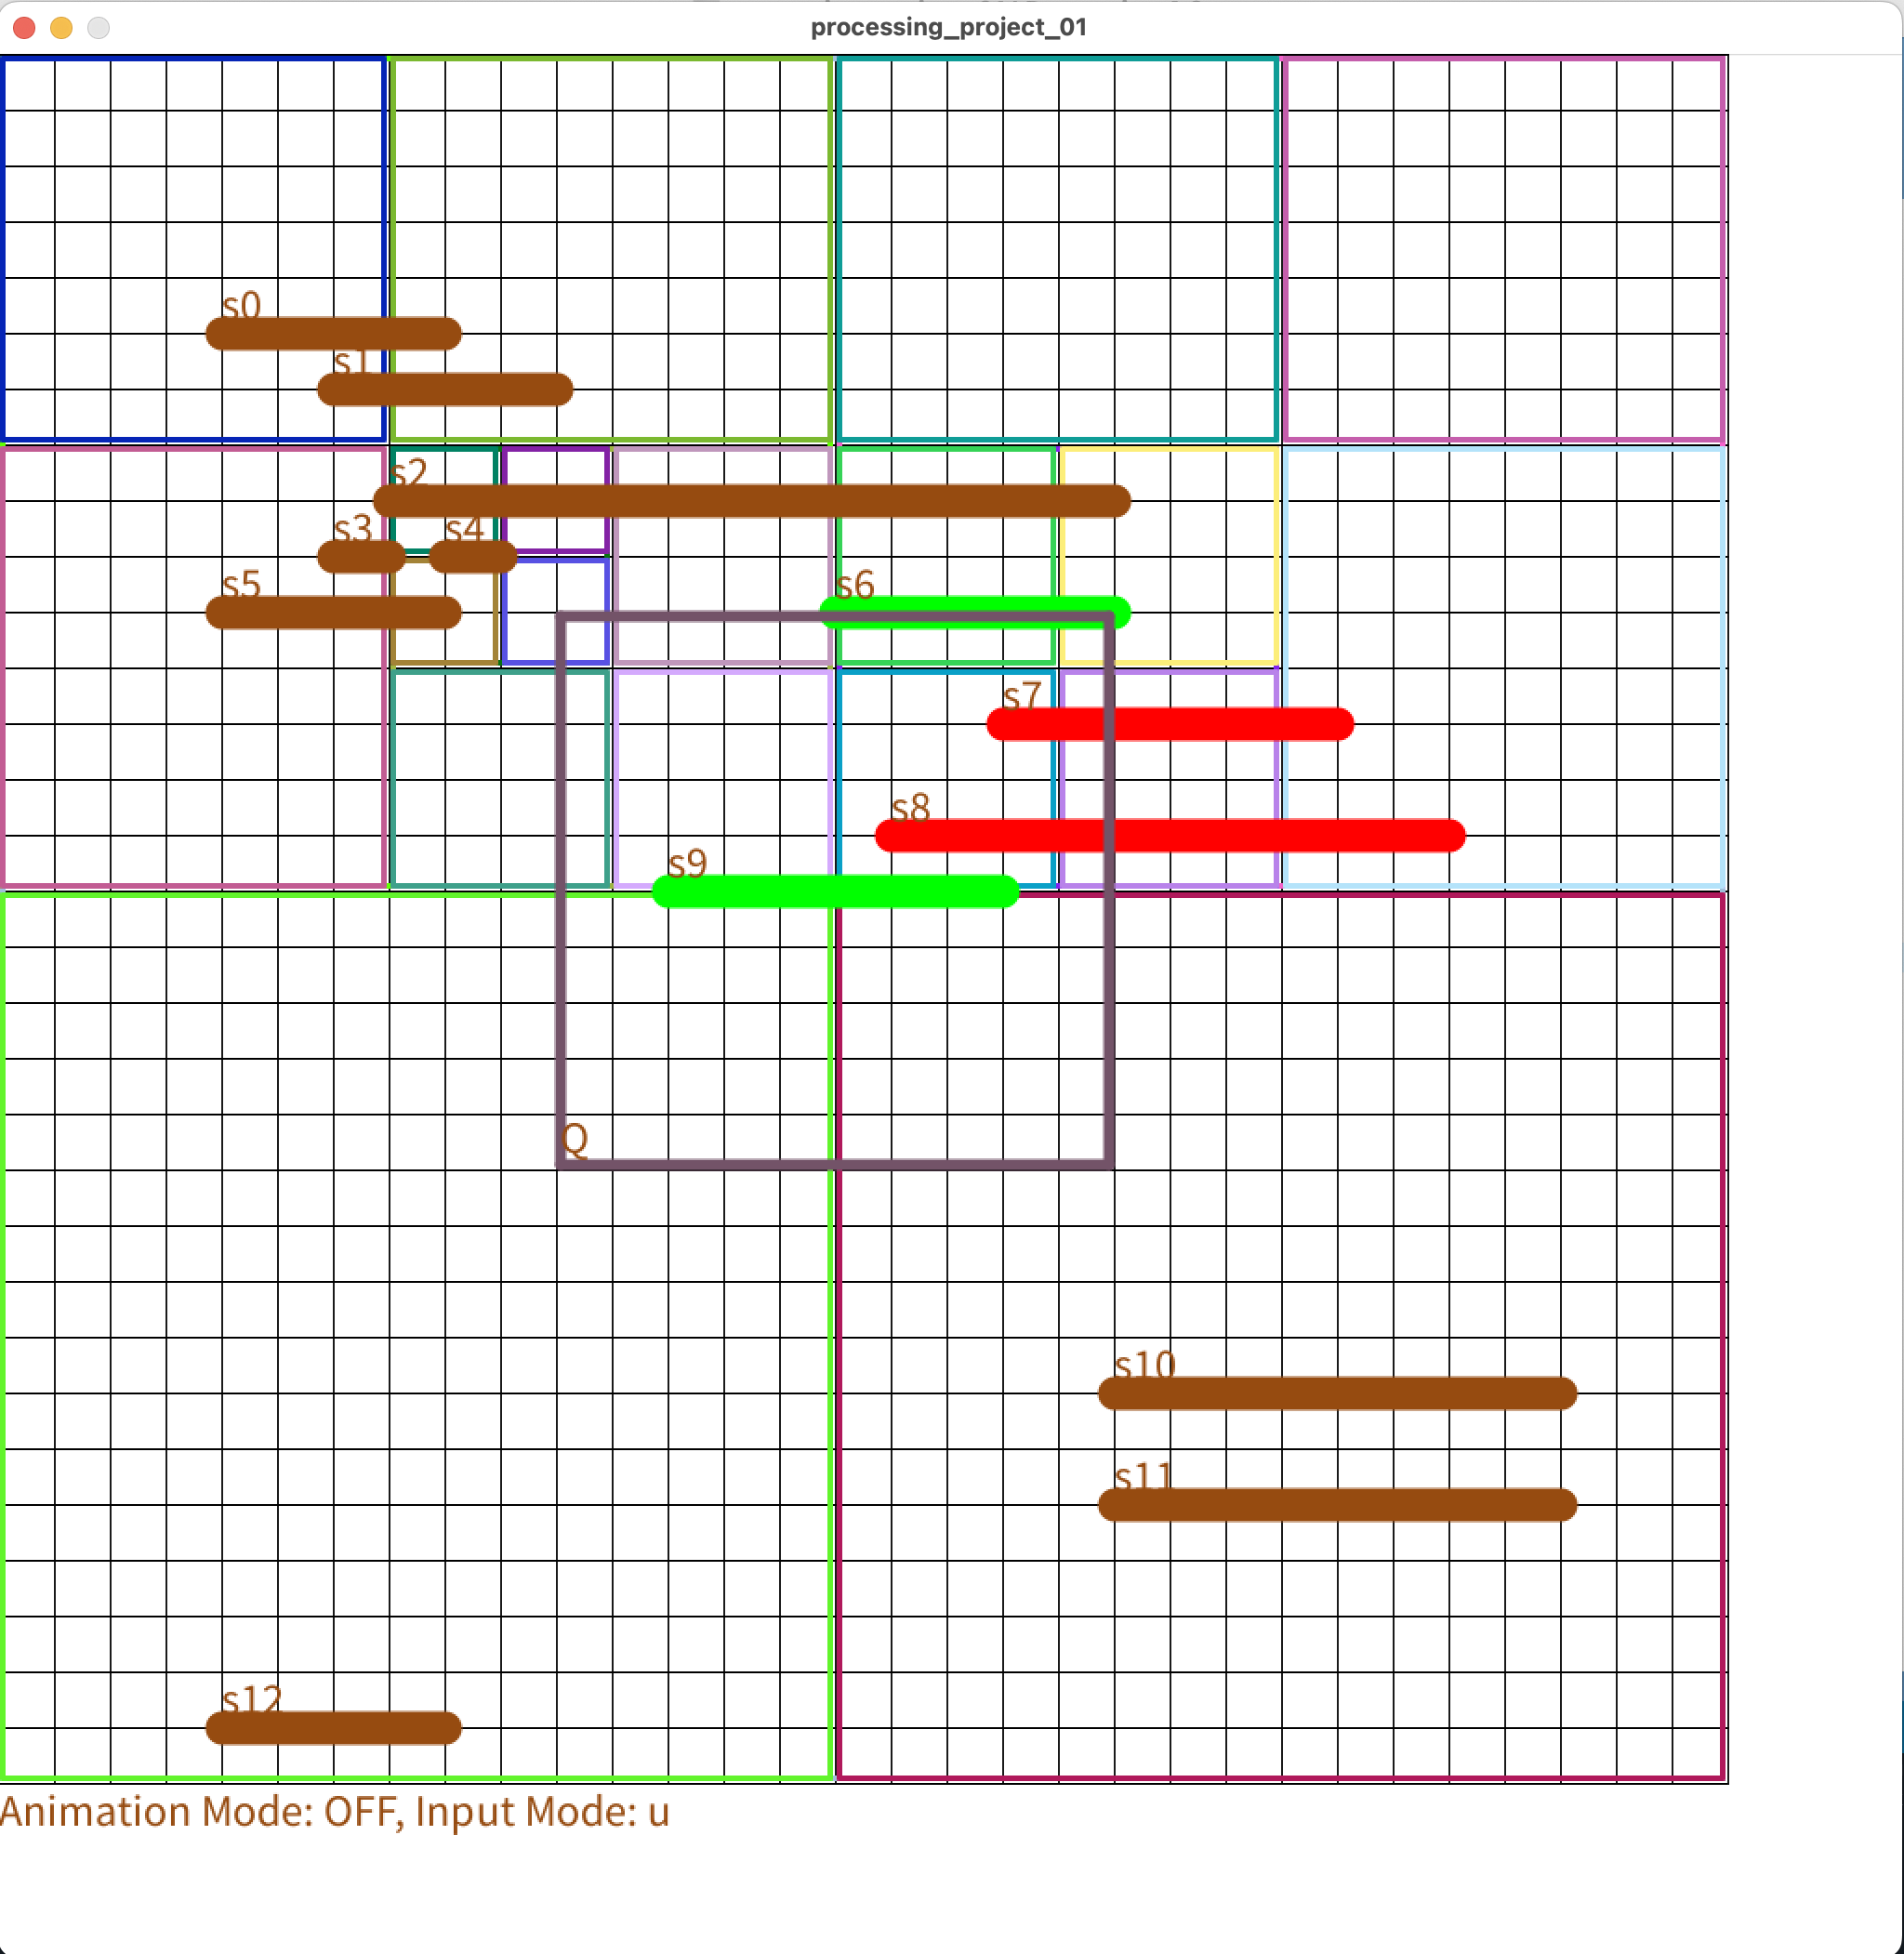 processing_project_01
s0
s1
s2
s3
s4
s5
s6
s7
s8
s9
Q
s10
s11
s12
Animation Mode: OFF, Input Mode: u